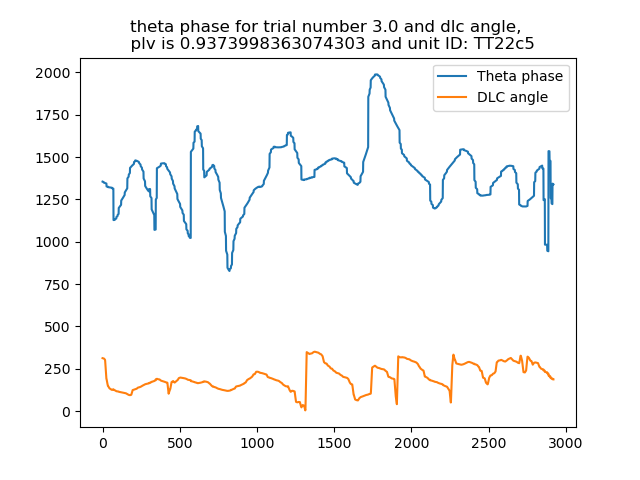 theta phase for trial number 3.0 and dlc angle,
plv is 0.9373998363074303 and unit ID: TT22c5
Theta phase
DLC angle
2000
1750
1500
1250
1000
750
500
250
0
0 500 1000 1500 2000 2500 3000